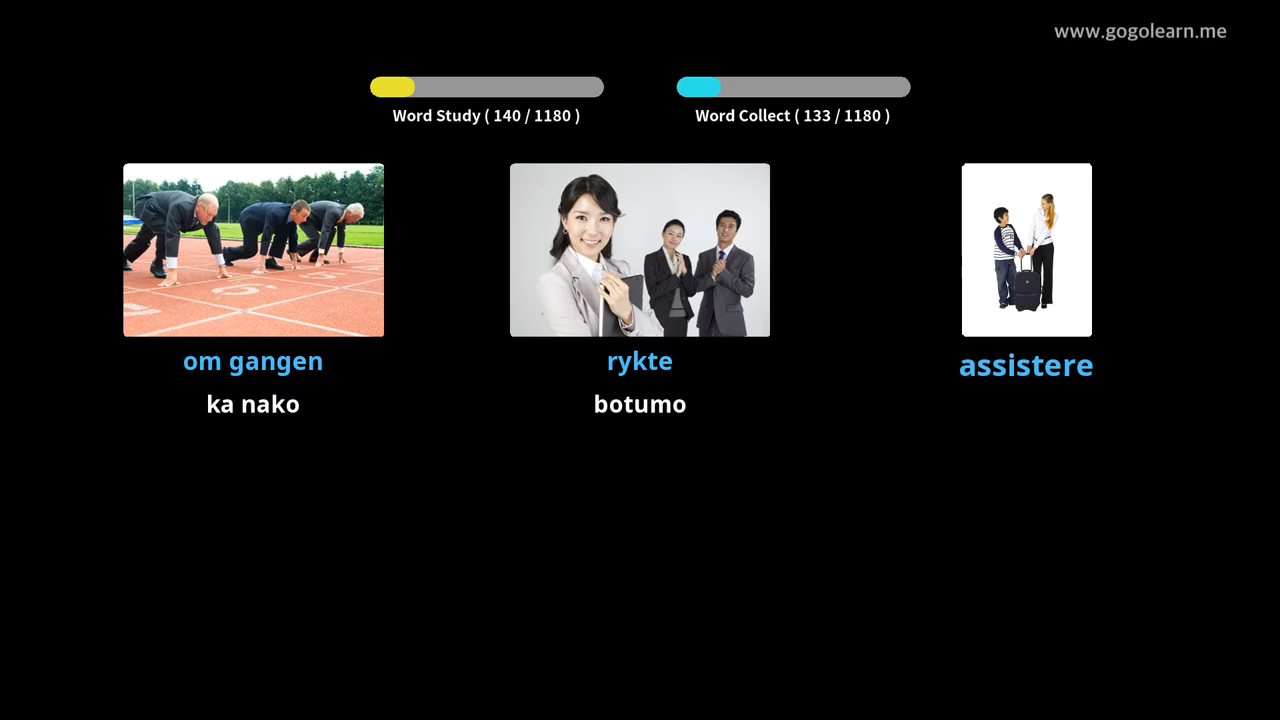 www.gogolearn.me
Word Study ( 140 / 1180 )
Word Collect ( 133 / 1180 )
om gangen
ka nako
rykte
botumo
assistere